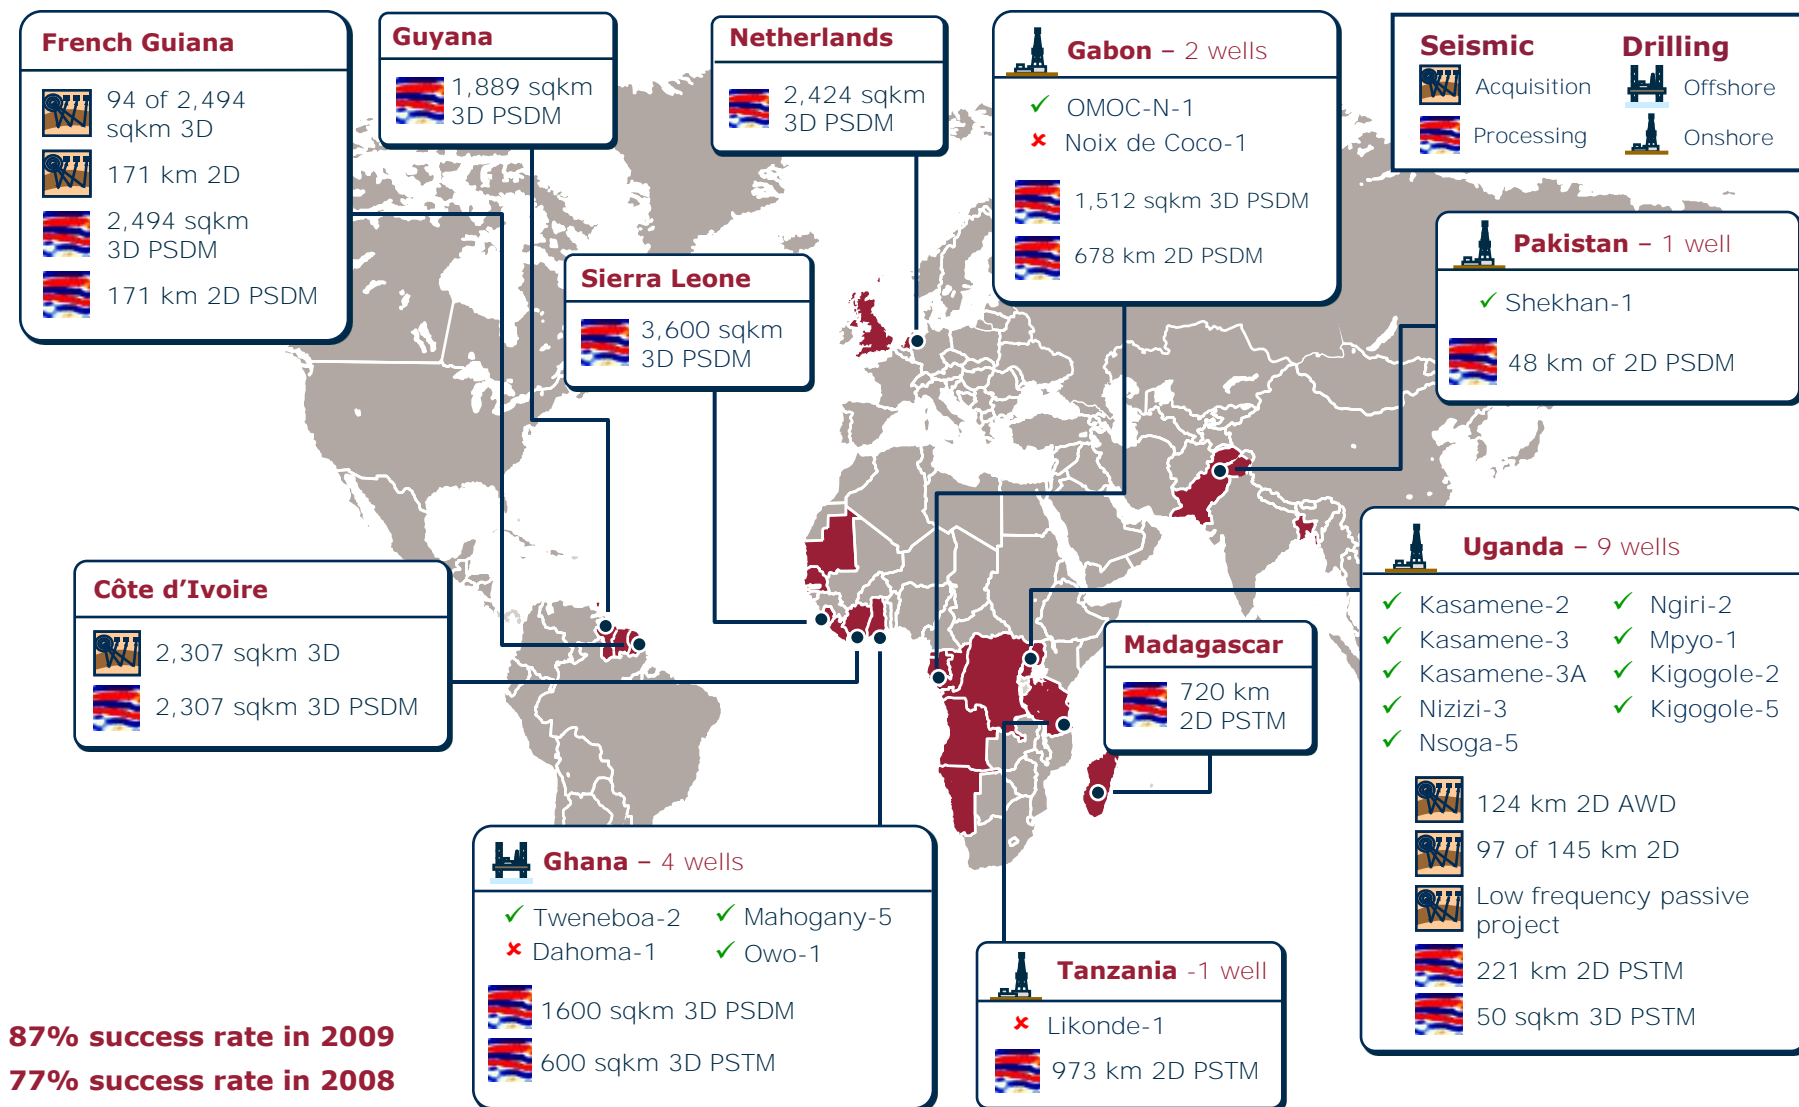 French Guiana
94 of 2,494
sqkm 3D
171 km 2D
2,494 sqkm
3D PSDM
171 km 2D PSDM
Guyana
1,889 sqkm
3D PSDM
Netherlands
2,424 sqkm
3D PSDM
Gabon – 2 wells
✓ OMOC-N-1
✘ Noix de Coco-1
1,512 sqkm 3D PSDM
678 km 2D PSDM
Seismic
Drilling
Acquisition
Offshore
Processing
Onshore
Sierra Leone
3,600 sqkm
3D PSDM
Pakistan – 1 well
✓ Shekhan-1
48 km of 2D PSDM
Côte d’Ivoire
2,307 sqkm 3D
2,307 sqkm 3D PSDM
Uganda – 9 wells
✓ Kasamene-2
✓ Kasamene-3
✓ Kasamene-3A
✓ Nizizi-3
✓ Nsoga-5
✓ Ngiri-2
✓ Mpyo-1
✓ Kigogole-2
✓ Kigogole-5
124 km 2D AWD
97 of 145 km 2D
Low frequency passive
project
221 km 2D PSTM
50 sqkm 3D PSTM
Madagascar
720 km
2D PSTM
Ghana – 4 wells
✓ Tweneboa-2
✘ Dahoma-1
✓ Mahogany-5
✓ Owo-1
1600 sqkm 3D PSDM
600 sqkm 3D PSTM
Tanzania -1 well
✘ Likonde-1
973 km 2D PSTM
87% success rate in 2009
77% success rate in 2008